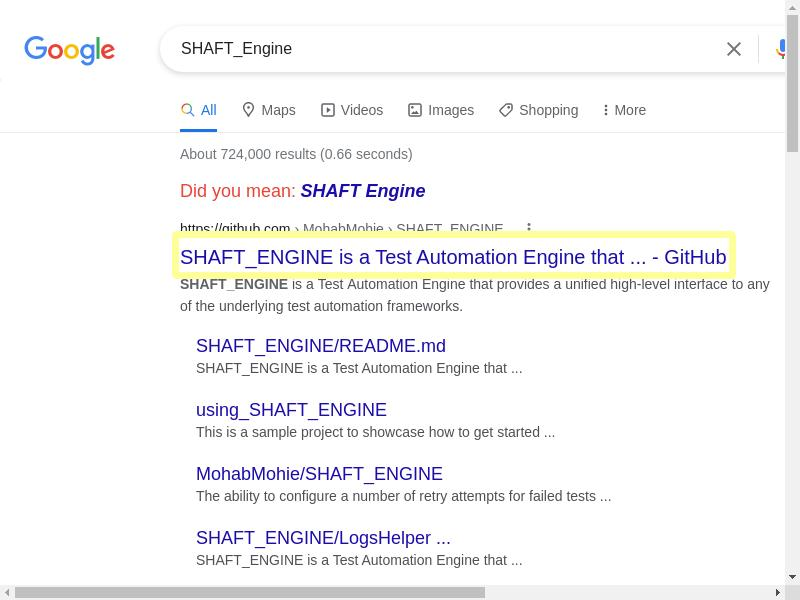 Google
SHAFT_Engine
All Maps Videos Images Shopping More
About 724,000 results (0.66 seconds)
Did you mean: SHAFT Engine
https://github.com › MohabMohie › SHAFT_ENGINE
SHAFT_ENGINE is a Test Automation Engine that ... - GitHub
SHAFT_ENGINE is a Test Automation Engine that provides a unified high-level interface to any
of the underlying test automation frameworks.
SHAFT_ENGINE/README.md
SHAFT_ENGINE is a Test Automation Engine that ...
using_SHAFT_ENGINE
This is a sample project to showcase how to get started ...
MohabMohie/SHAFT_ENGINE
The ability to configure a number of retry attempts for failed tests ...
SHAFT_ENGINE/LogsHelper ...
SHAFT_ENGINE is a Test Automation Engine that ...